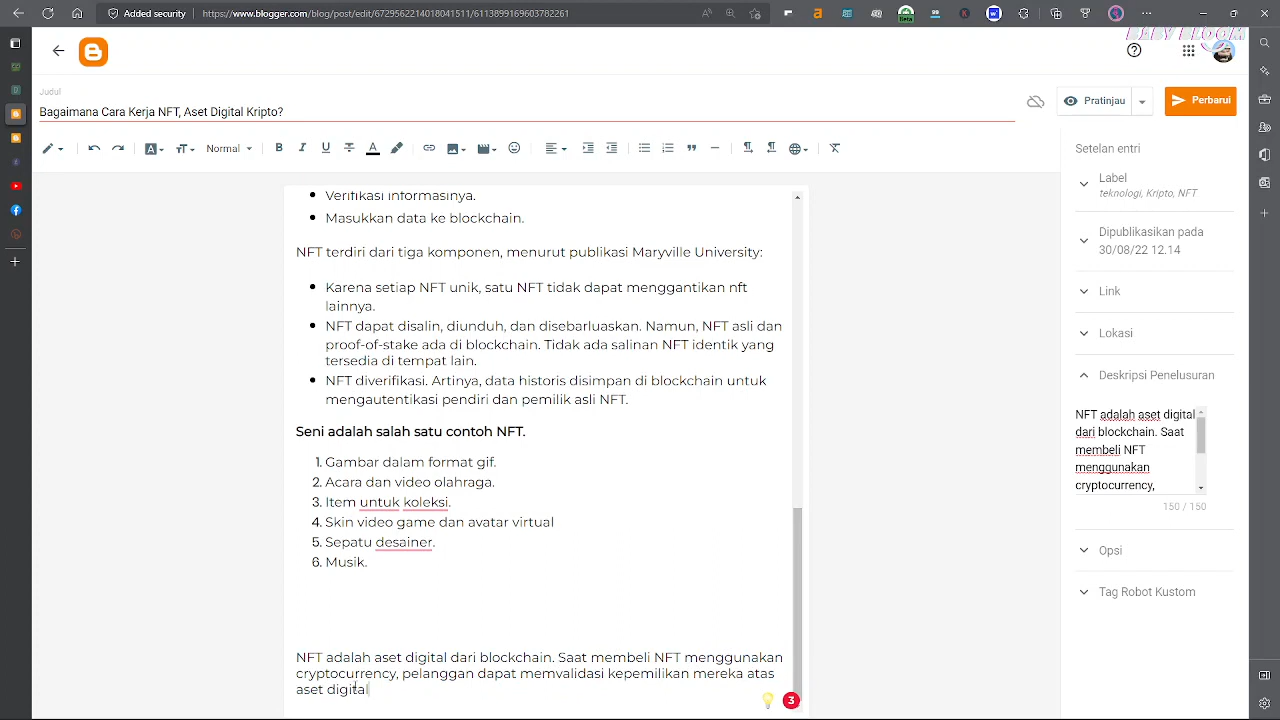 Added security
https://www.blogger.com/blog/post/edit/6729562214018041511/6113899169603782261
Beta
Judul
Bagaimana Cara Kerja NFT, Aset Digital Kripto?
Pratinjau
Perbarui
Normal
Setelan entri
Label
teknologi, Kripto, NFT
Dipublikasikan pada
30/08/22 12.14
Link
Lokasi
Deskripsi Penelusuran
NFT adalah aset digital
dari blockchain. Saat
membeli NFT
menggunakan
cryptocurrency,
150 / 150
Opsi
Tag Robot Kustom
Verifikasi informasinya.
Masukkan data ke blockchain.
NFT terdiri dari tiga komponen, menurut publikasi Maryville University:
Karena setiap NFT unik, satu NFT tidak dapat menggantikan nft
lainnya.
NFT dapat disalin, diunduh, dan disebarluaskan. Namun, NFT asli dan
proof-of-stake ada di blockchain. Tidak ada salinan NFT identik yang
tersedia di tempat lain.
NFT diverifikasi. Artinya, data historis disimpan di blockchain untuk
mengautentikasi pendiri dan pemilik asli NFT.
Seni adalah salah satu contoh NFT.
1. Gambar dalam format gif.
2. Acara dan video olahraga.
3. Item untuk koleksi.
4. Skin video game dan avatar virtual
5. Sepatu desainer.
6. Musik.
NFT adalah aset digital dari blockchain. Saat membeli NFT menggunakan
cryptocurrency, pelanggan dapat memvalidasi kepemilikan mereka atas
aset digital
3